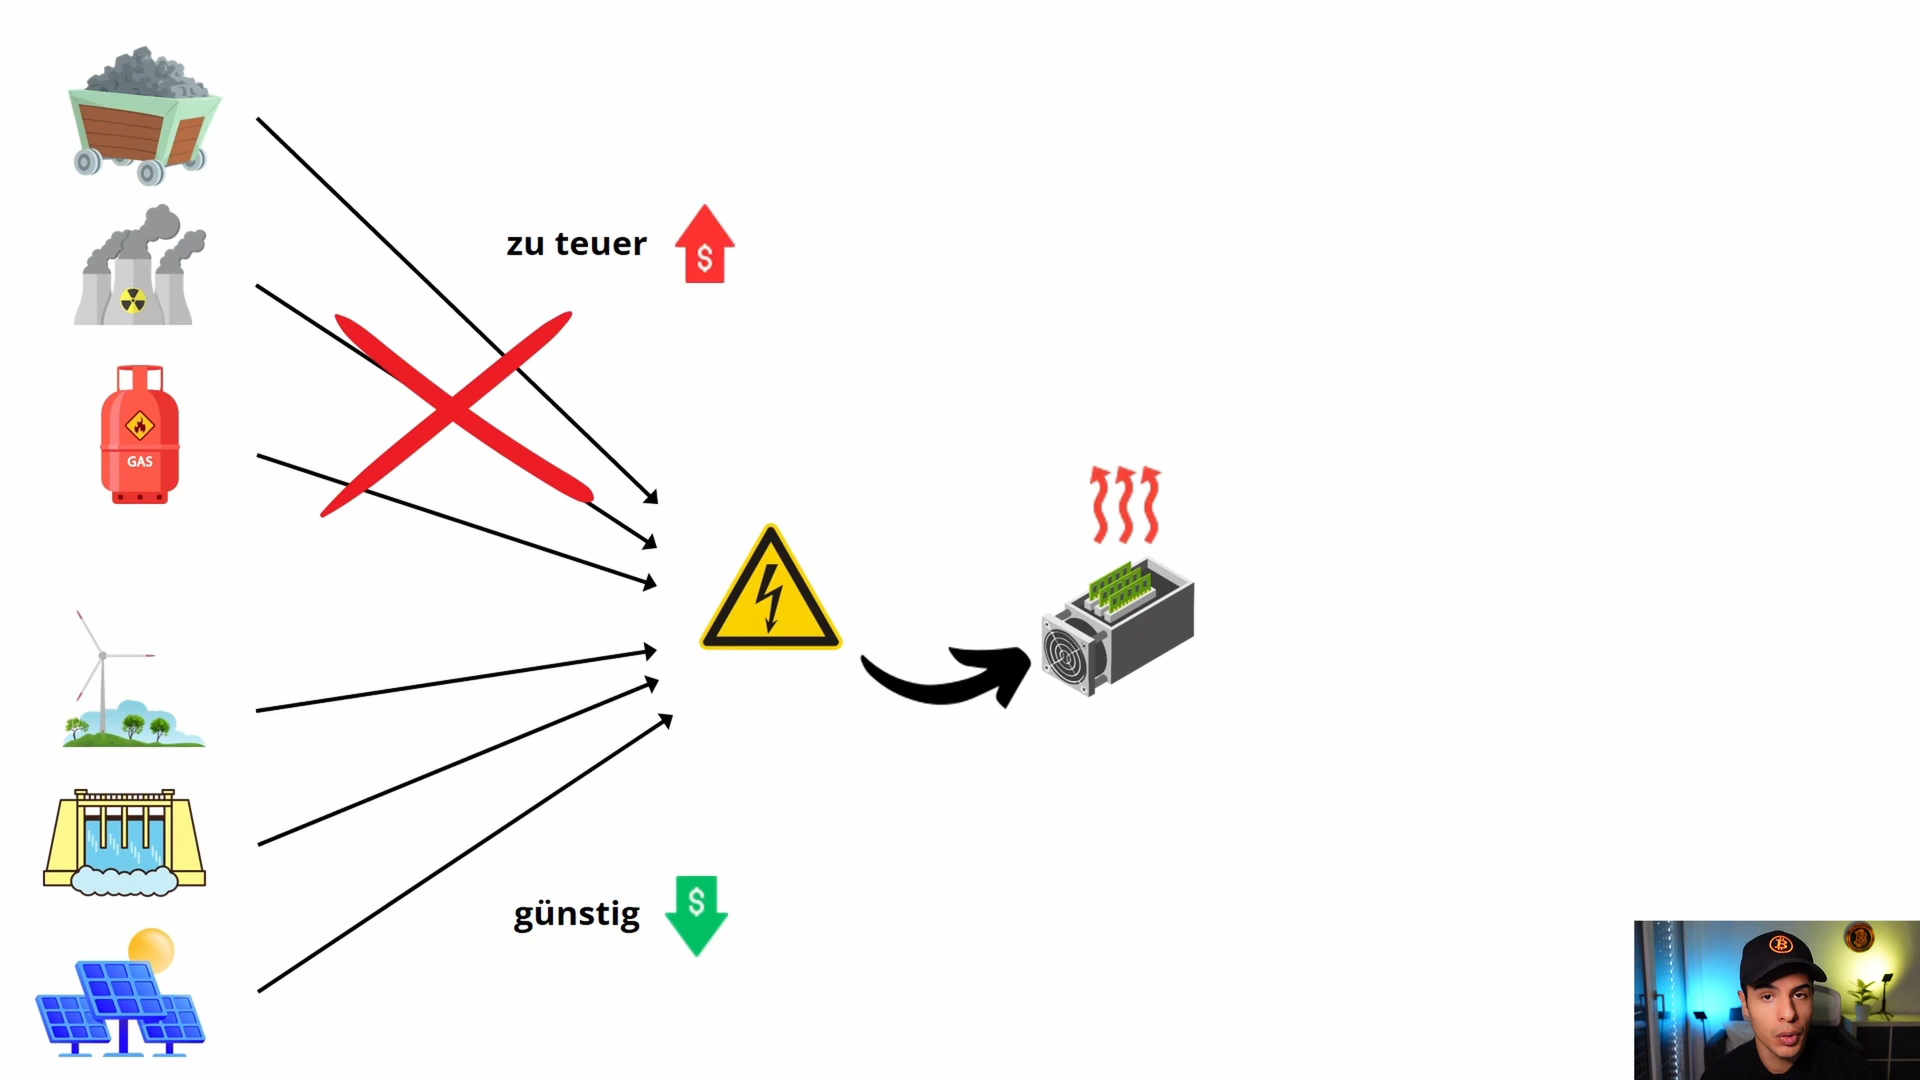 zu teuer
$
GAS
günstig
$